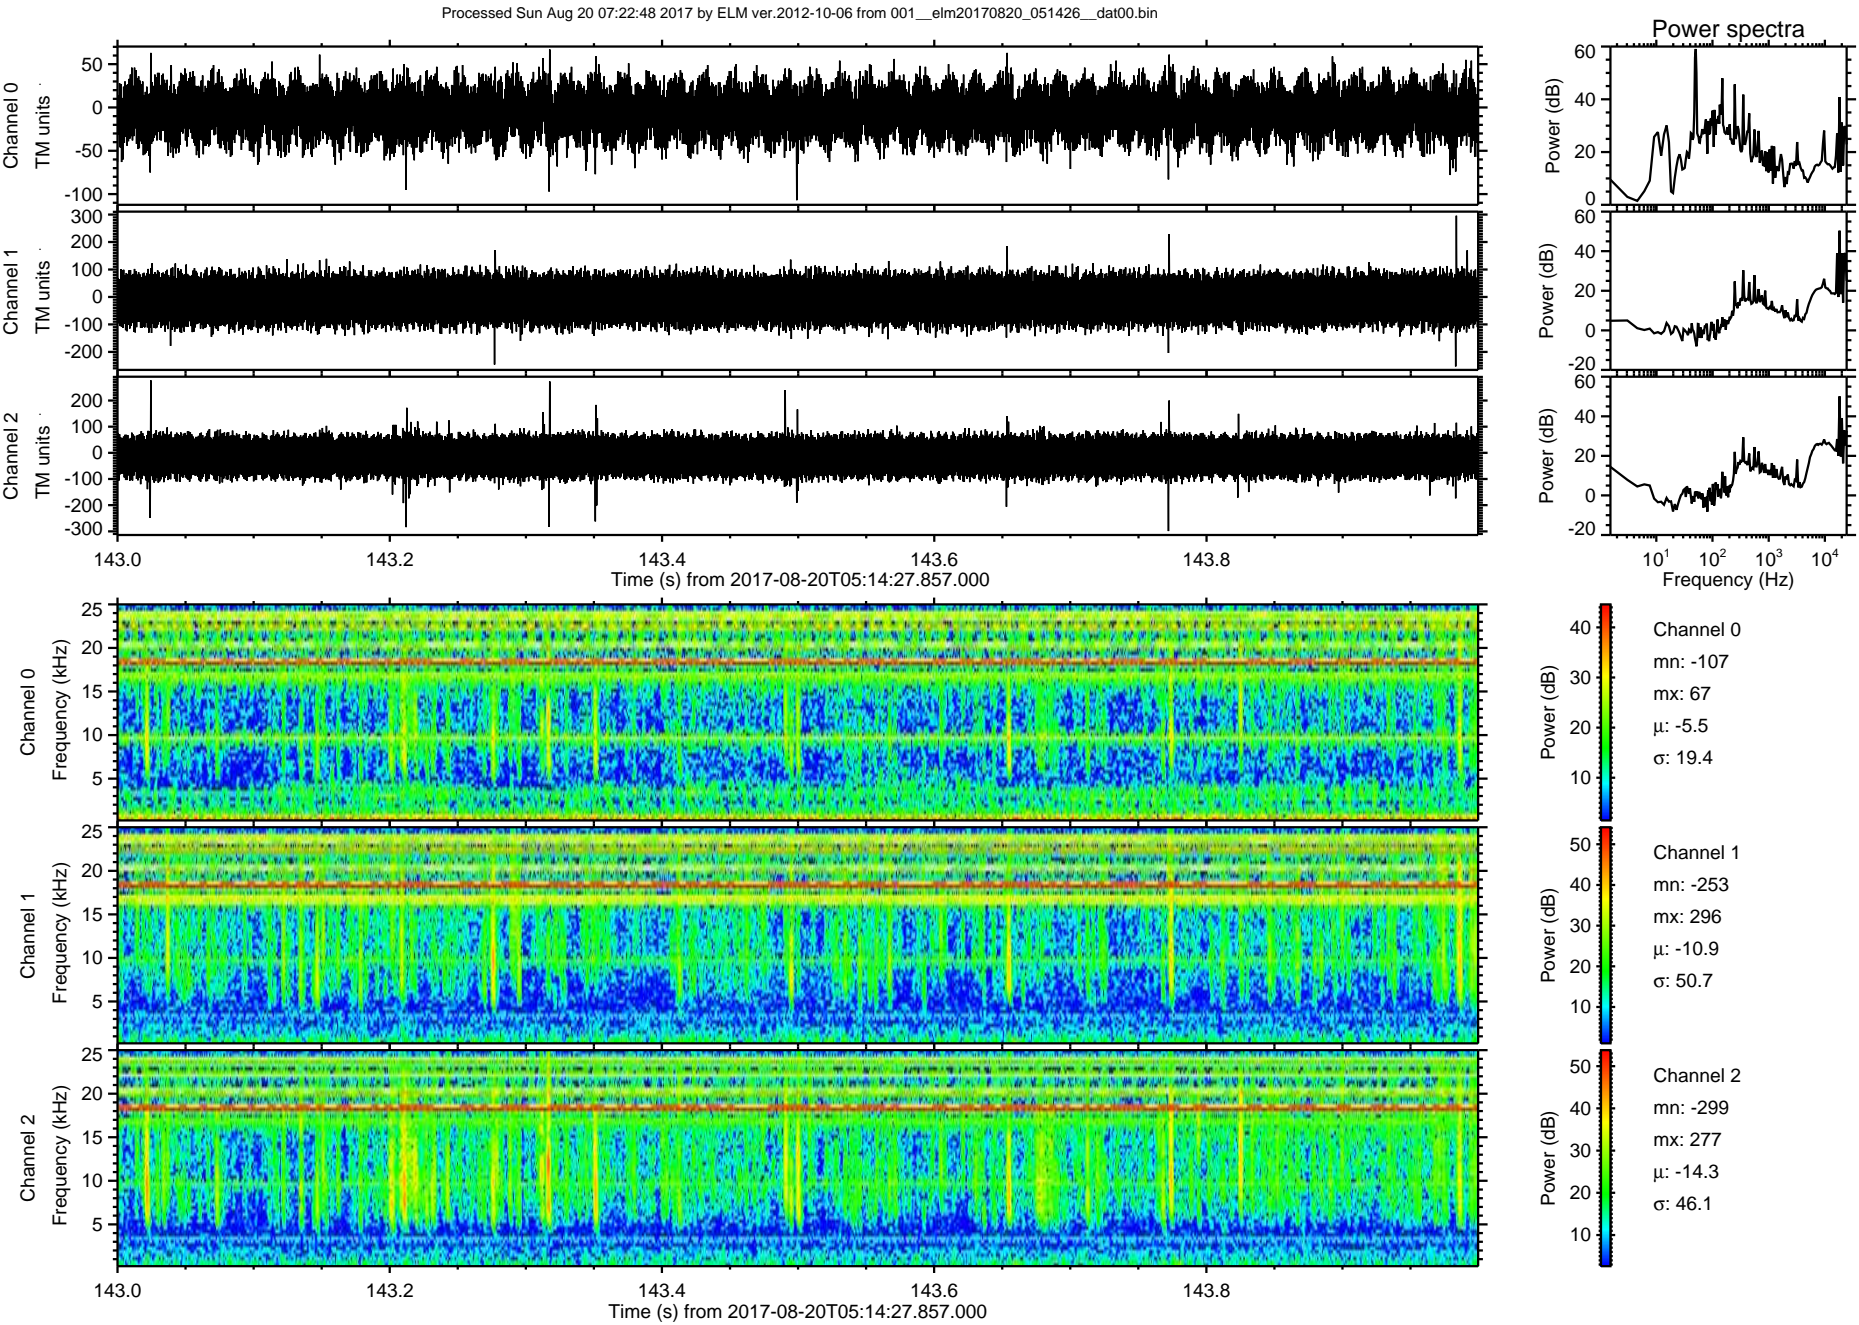 Processed Sun Aug 20 07:22:48 2017 by ELM ver.2012-10-06 from 001__elm20170820_051426__dat00.bin
Power spectra
Channel 0
TM units
50
0
-50
-100
Power (dB)
60
40
20
0
Channel 1
TM units
300
200
100
0
-100
-200
Power (dB)
60
40
20
0
-20
Channel 2
TM units
200
100
0
-100
-200
-300
Power (dB)
60
40
20
0
-20
143.0 143.2 143.4 143.6 143.8
Time (s) from 2017-08-20T05:14:27.857.000
10^1 10^2 10^3 10^4
Frequency (Hz)
Channel 0
Frequency (kHz)
25
20
15
10
5
Power (dB)
40
30
20
10
Channel 0
mn: -107
mx: 67
μ: -5.5
σ: 19.4
Channel 1
Frequency (kHz)
25
20
15
10
5
Power (dB)
50
40
30
20
10
Channel 1
mn: -253
mx: 296
μ: -10.9
σ: 50.7
Channel 2
Frequency (kHz)
25
20
15
10
5
Power (dB)
50
40
30
20
10
Channel 2
mn: -299
mx: 277
μ: -14.3
σ: 46.1
143.0 143.2 143.4 143.6 143.8
Time (s) from 2017-08-20T05:14:27.857.000